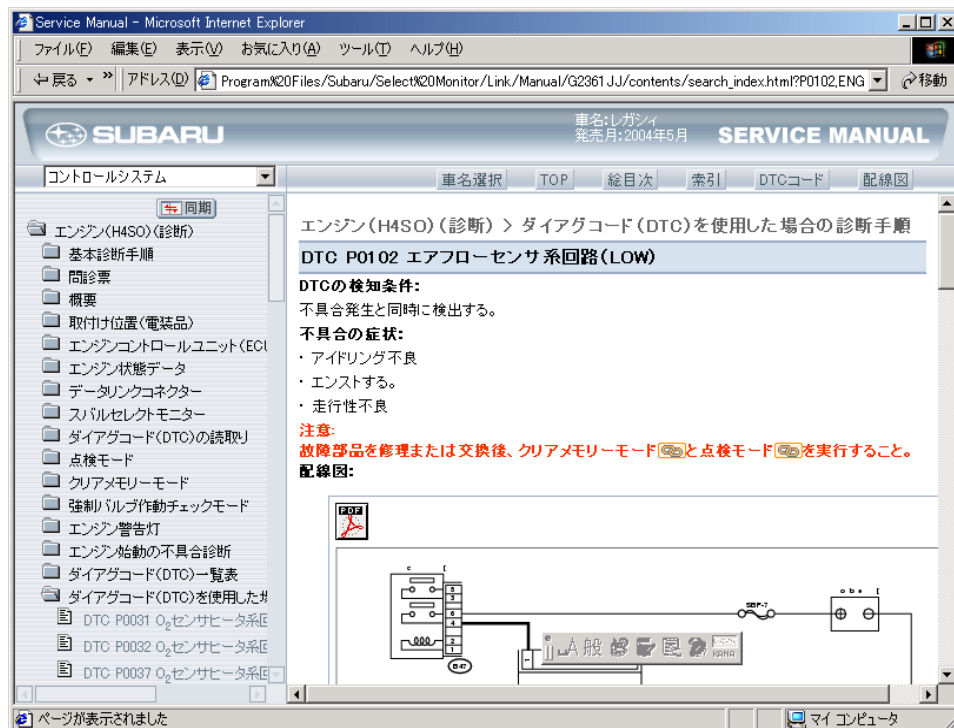 Service Manual - Microsoft Internet Explorer
ファイル(F) 編集(E) 表示(V) お気に入り(A) ツール(T) ヘルプ(H)
戻る » アドレス(D) Program%20Files/Subaru/Select%20Monitor/Link/Manual/G2361JJ/contents/search_index.html?P0102,ENG 移動
SUBARU
車名:レガシィ
発売月:2004年5月
SERVICE MANUAL
コントロールシステム
車名選択 TOP 絵目次 索引 DTCコード 配線図
同期
エンジン(H4SO)(診断)
基本診断手順
問診票
概要
取付け位置(電装品)
エンジンコントロールユニット(ECU
エンジン状態データ
データリンクコネクター
スバルセレクトモニター
ダイアグコード(DTC)の読取り
点検モード
クリアメモリーモード
強制バルブ作動チェックモード
エンジン警告灯
エンジン始動の不具合診断
ダイアグコード(DTC)一覧表
ダイアグコード(DTC)を使用した場
DTC P0031 O2センサヒータ系回
DTC P0032 O2センサヒータ系回
DTC P0037 O2センサヒータ系回
エンジン(H4SO)(診断) > ダイアグコード(DTC)を使用した場合の診断手順
DTC P0102 エアフローセンサ系回路(LOW)
DTCの検知条件:
不具合発生と同時に検出する。
不具合の症状:
・ アイドリング不良
・ エンストする。
・ 走行性不良
注意:
故障部品を修理または交換後、クリアメモリーモードと点検モードを実行すること。
配線図:
PDF
SBF-7
5
3
6
4
2
1
B47
A 般
KANA
ページが表示されました
マイ コンピュータ